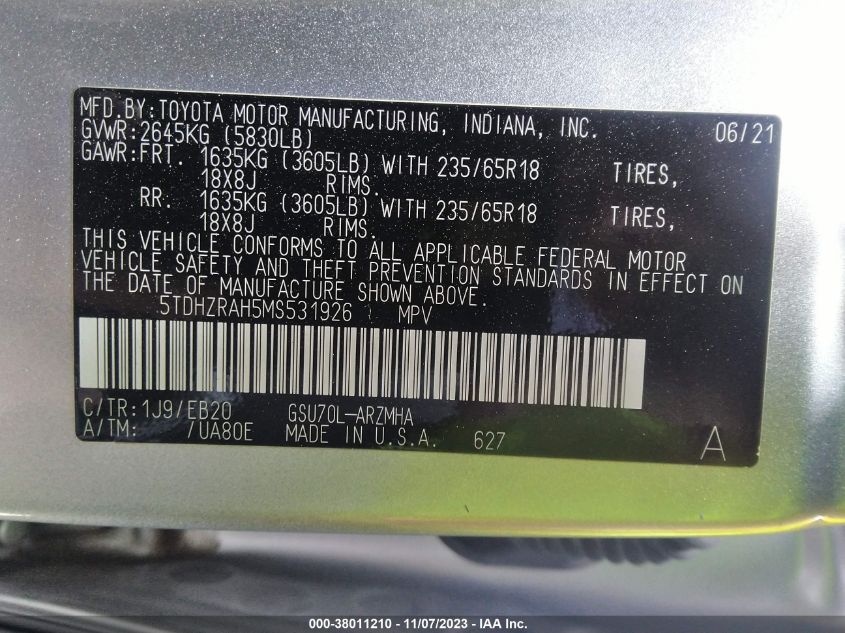 MFD.BY:TOYOTA MOTOR MANUFACTURING, INDIANA, INC. 06/21
GVWR:2645KG (5830LB)
GAWR:FRT. 1635KG (3605LB) WITH 235/65R18 TIRES,
18X8J RIMS.
RR. 1635KG (3605LB) WITH 235/65R18 TIRES,
18X8J RIMS.
THIS VEHICLE CONFORMS TO ALL APPLICABLE FEDERAL MOTOR
VEHICLE SAFETY AND THEFT PREVENTION STANDARDS IN EFFECT ON
THE DATE OF MANUFACTURE SHOWN ABOVE.
5TDHZRAH5MS531926 MPV
C/TR:1J9/EB20 GSU70L-ARZMHA
A/TM: /UA80E MADE IN U.S.A. 627 A
000-38011210 - 11/07/2023 - IAA Inc.